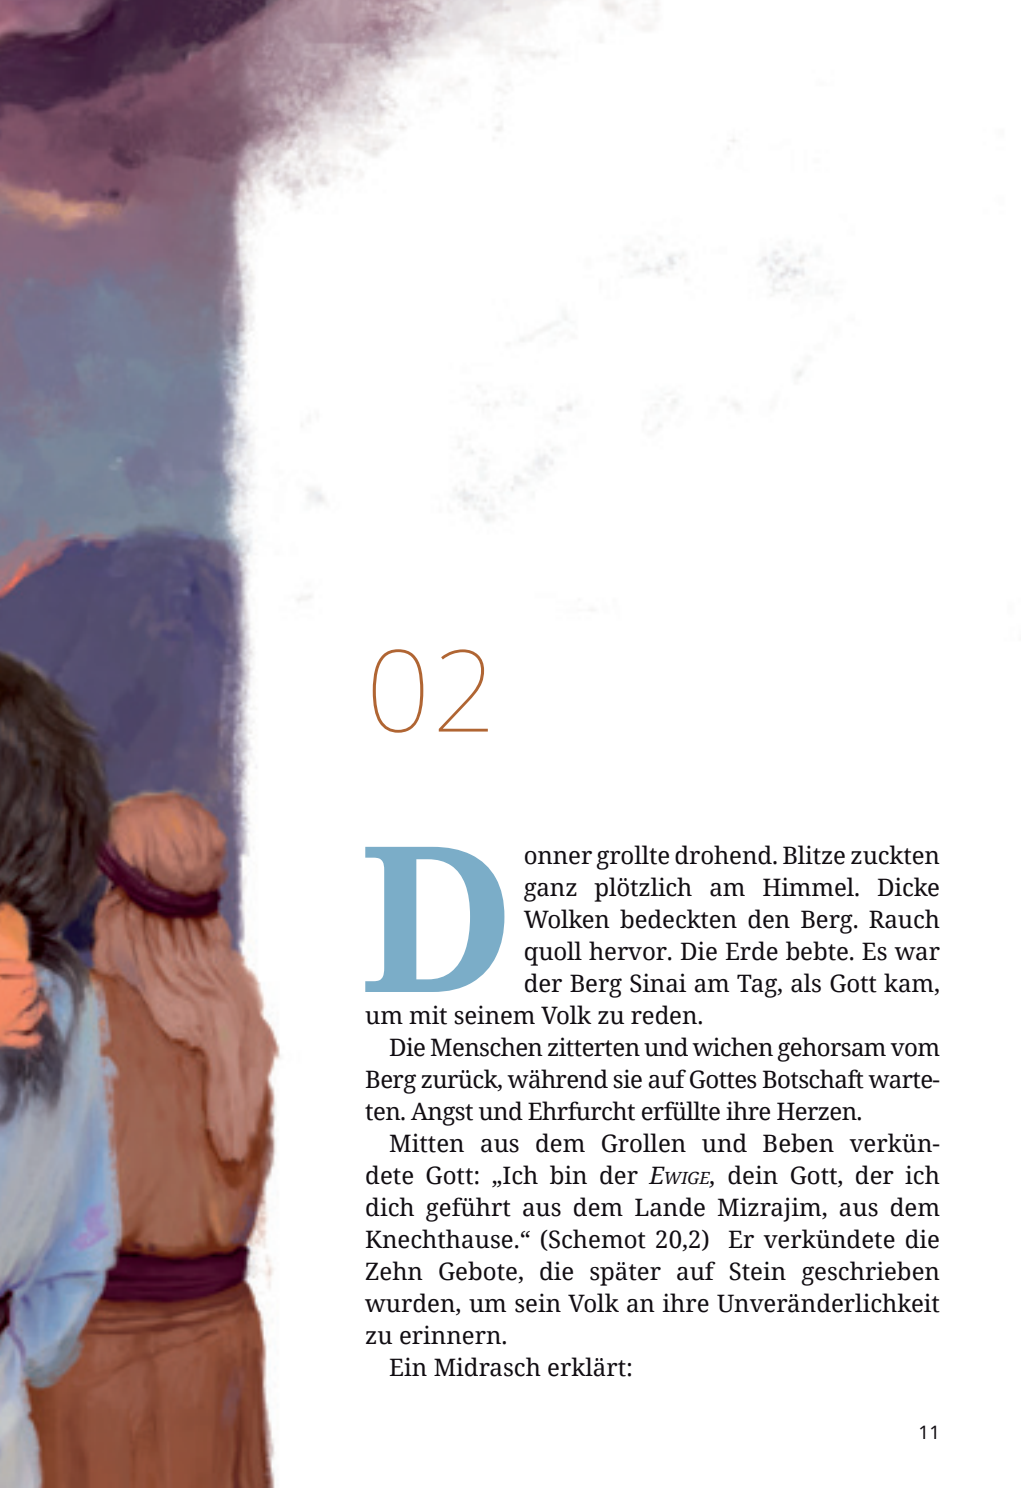 02
Donner grollte drohend. Blitze zuckten
ganz plötzlich am Himmel. Dicke
Wolken bedeckten den Berg. Rauch
quoll hervor. Die Erde bebte. Es war
der Berg Sinai am Tag, als Gott kam,
um mit seinem Volk zu reden.
Die Menschen zitterten und wichen gehorsam vom
Berg zurück, während sie auf Gottes Botschaft warte-
ten. Angst und Ehrfurcht erfüllte ihre Herzen.
Mitten aus dem Grollen und Beben verkün-
dete Gott: „Ich bin der Ewige, dein Gott, der ich
dich geführt aus dem Lande Mizrajim, aus dem
Knechthause.“ (Schemot 20,2) Er verkündete die
Zehn Gebote, die später auf Stein geschrieben
wurden, um sein Volk an ihre Unveränderlichkeit
zu erinnern.
Ein Midrasch erklärt:
11